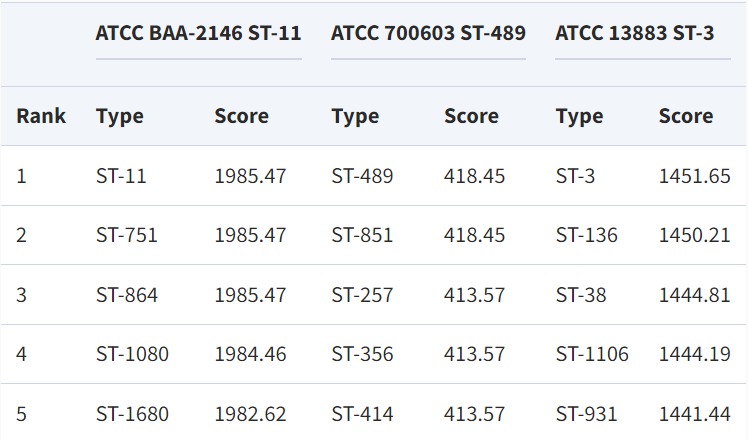 ATCC BAA-2146 ST-11 ATCC 700603 ST-489 ATCC 13883 ST-3
Rank Type Score Type Score Type Score
1 ST-11 1985.47 ST-489 418.45 ST-3 1451.65
2 ST-751 1985.47 ST-851 418.45 ST-136 1450.21
3 ST-864 1985.47 ST-257 413.57 ST-38 1444.81
4 ST-1080 1984.46 ST-356 413.57 ST-1106 1444.19
5 ST-1680 1982.62 ST-414 413.57 ST-931 1441.44